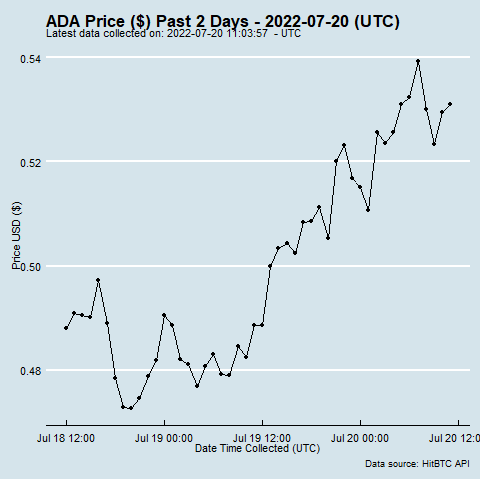 ADA Price ($) Past 2 Days - 2022-07-20 (UTC)
Latest data collected on: 2022-07-20 11:03:57 - UTC
0.54
0.52
0.50
0.48
Price USD ($)
Jul 18 12:00 Jul 19 00:00 Jul 19 12:00 Jul 20 00:00 Jul 20 12:0
Date Time Collected (UTC)
Data source: HitBTC API